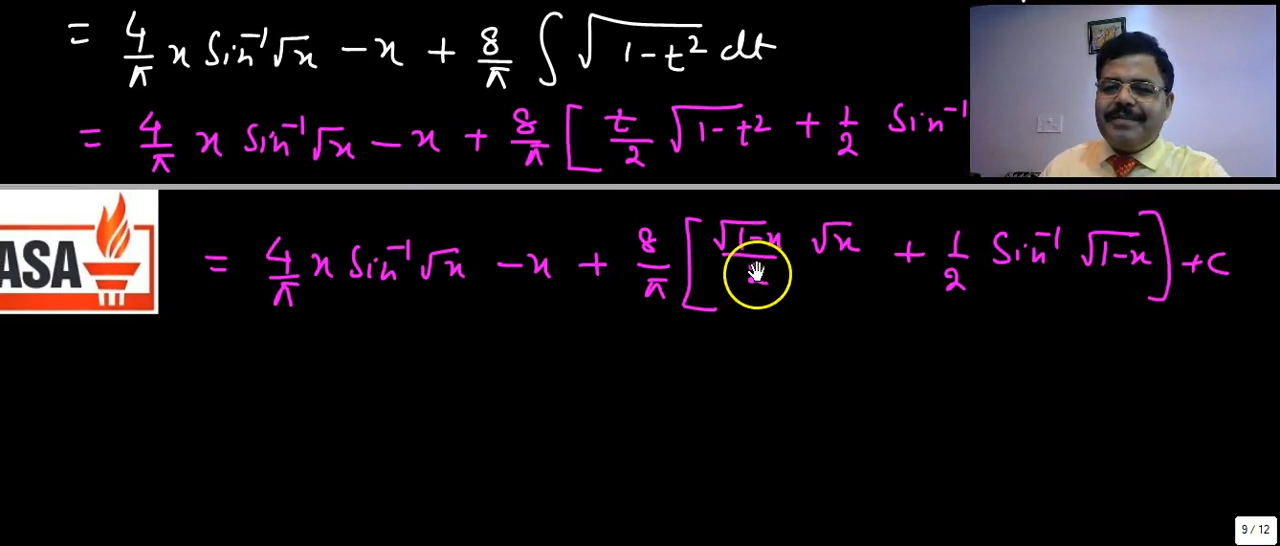 = 4/π x Sin⁻¹√x − x + 8/π ∫ √(1−t²) dt
= 4/π x Sin⁻¹√x − x + 8/π [ t/2 √(1−t²) + 1/2 Sin⁻¹
ASA
= 4/π x Sin⁻¹√x − x + 8/π [ √(1−x)/2 √x + 1/2 Sin⁻¹ √(1−x) ] + c
9 / 12